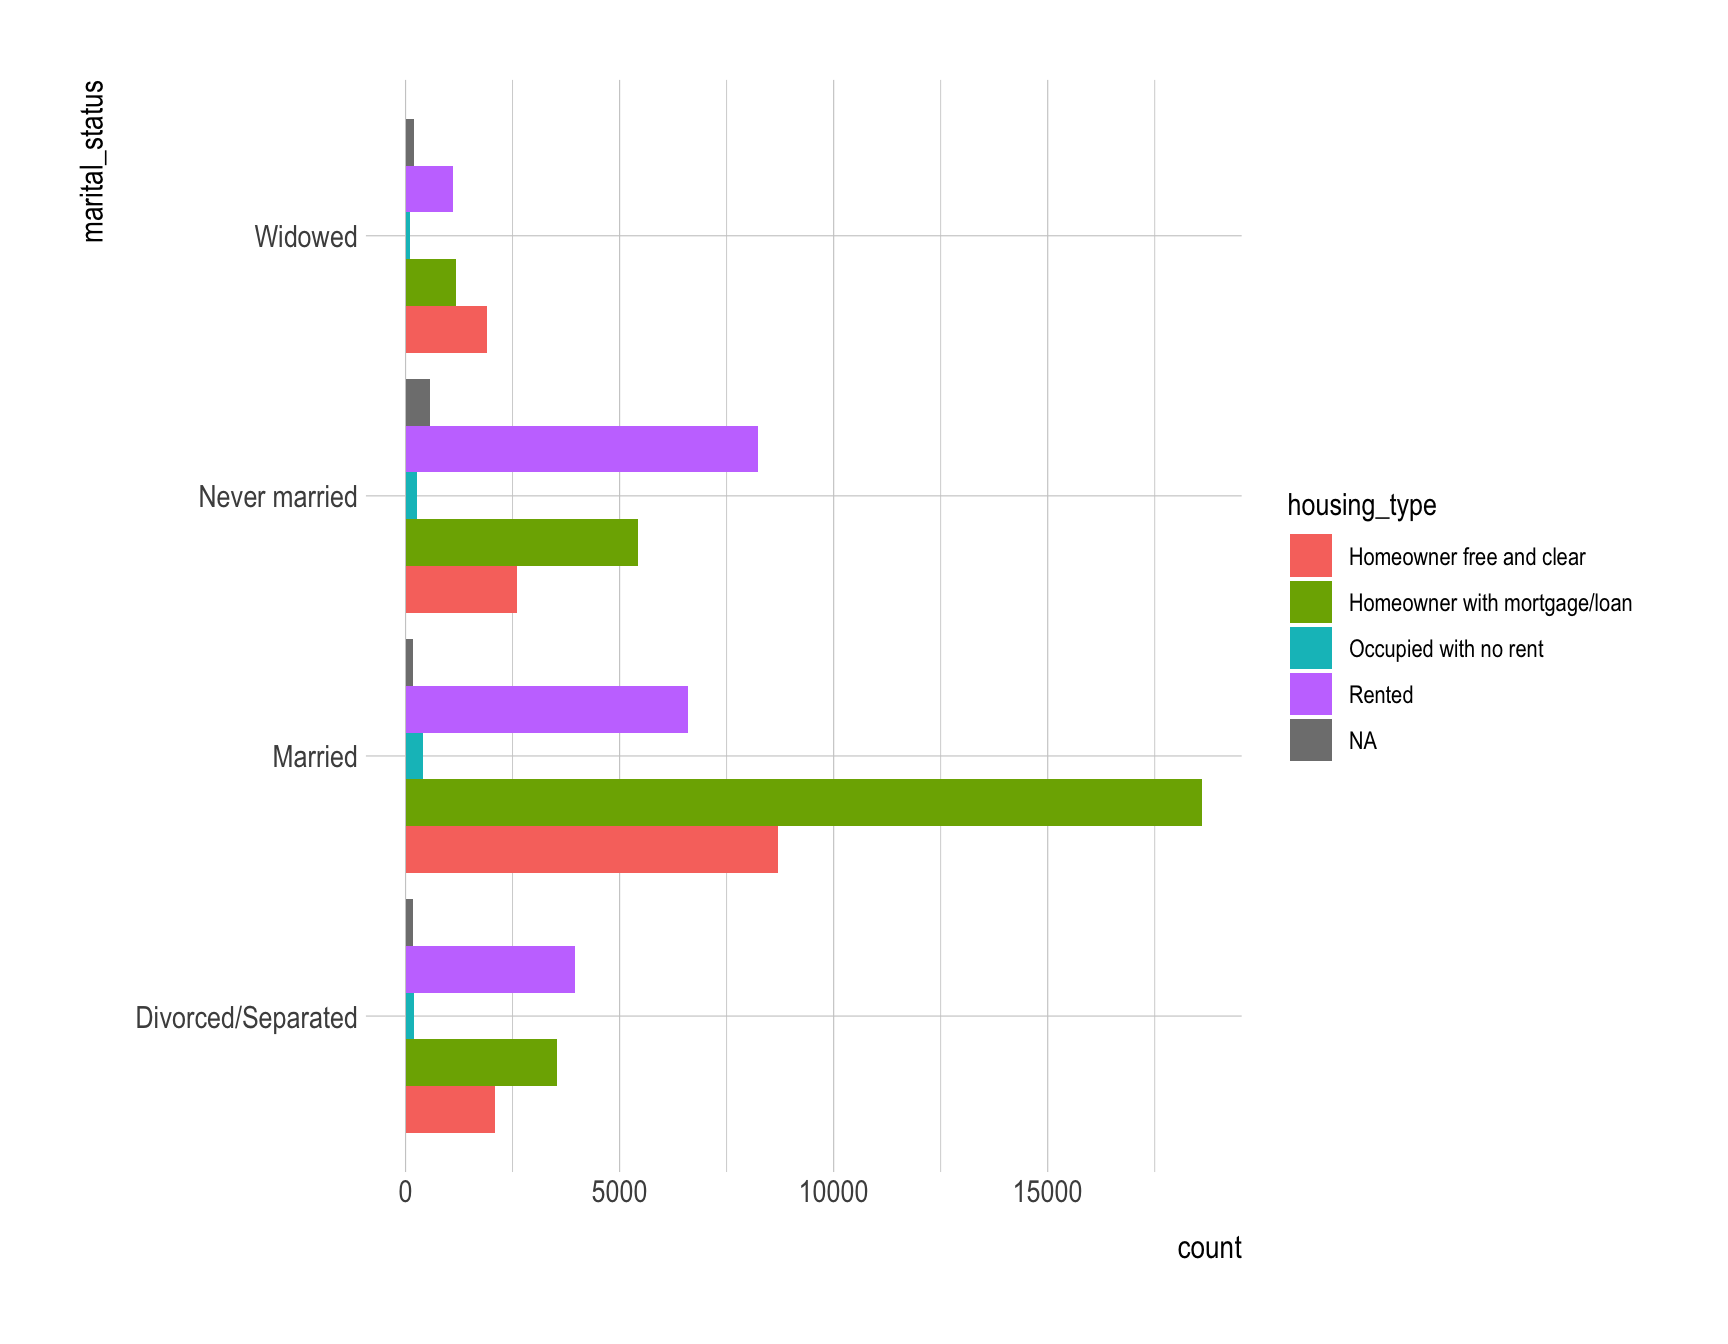 marital_status
Widowed
Never married
Married
Divorced/Separated
0 5000 10000 15000
count
housing_type
Homeowner free and clear
Homeowner with mortgage/loan
Occupied with no rent
Rented
NA